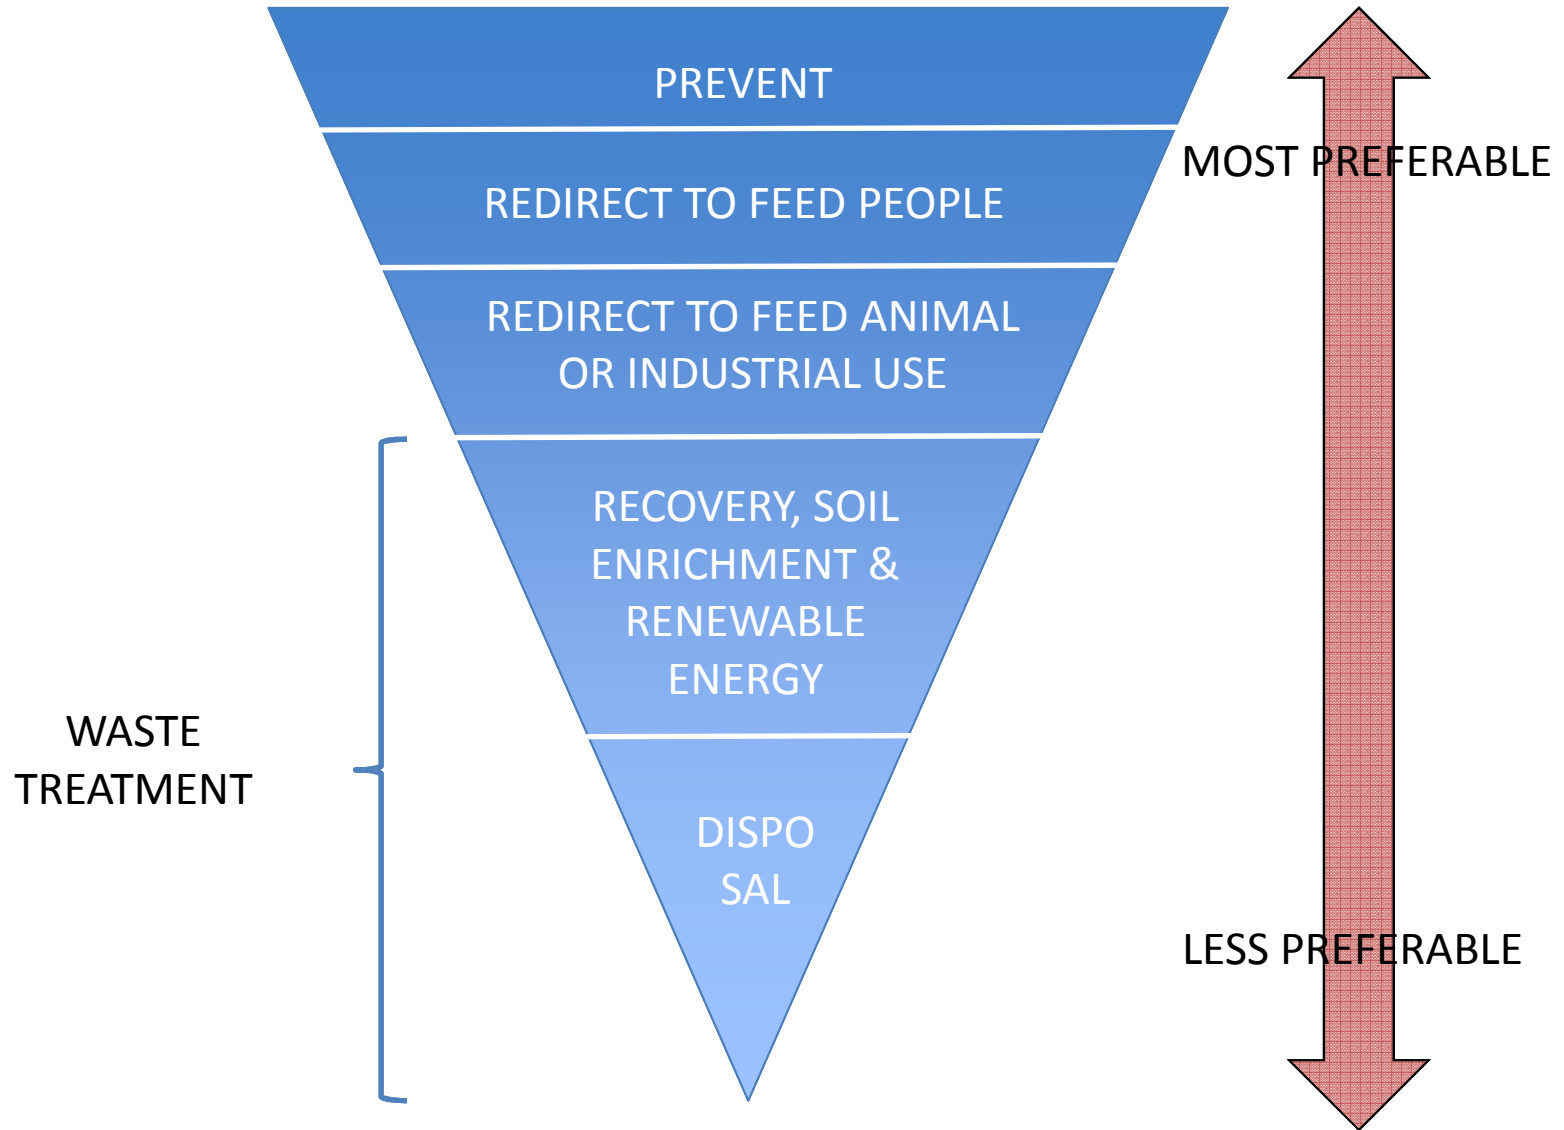 PREVENT
MOST PREFERABLE
REDIRECT TO FEED PEOPLE
REDIRECT TO FEED ANIMAL
OR INDUSTRIAL USE
RECOVERY, SOIL
ENRICHMENT &
RENEWABLE
ENERGY
WASTE
TREATMENT
DISPO
SAL
LESS PREFERABLE